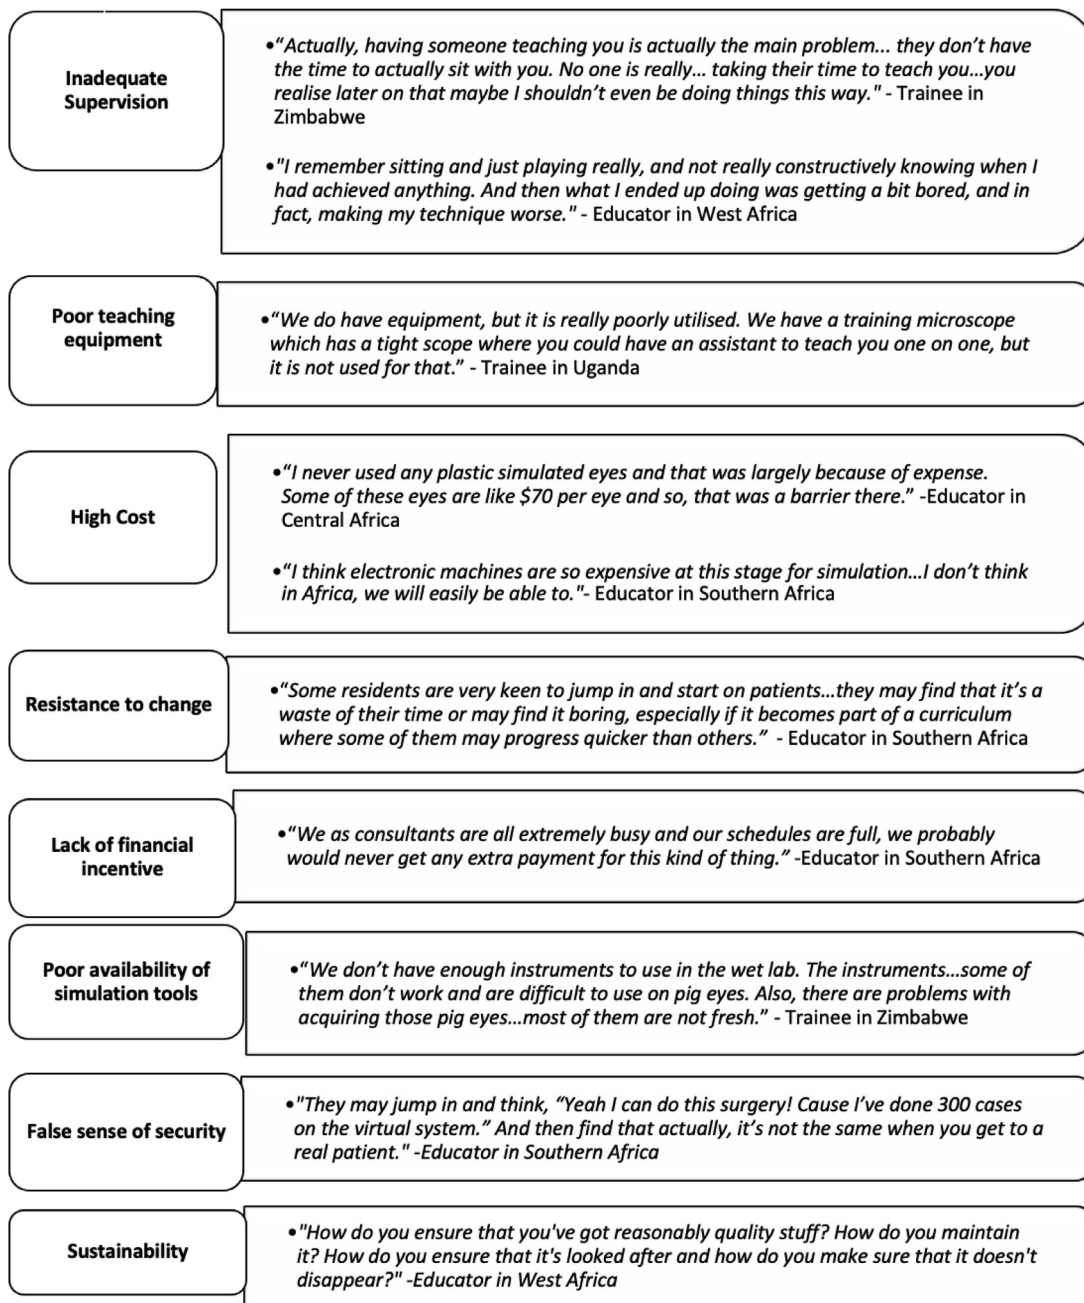 Inadequate
Supervision
•“Actually, having someone teaching you is actually the main problem... they don’t have
the time to actually sit with you. No one is really... taking their time to teach you...you
realise later on that maybe I shouldn’t even be doing things this way." - Trainee in
Zimbabwe
•"I remember sitting and just playing really, and not really constructively knowing when I
had achieved anything. And then what I ended up doing was getting a bit bored, and in
fact, making my technique worse." - Educator in West Africa
Poor teaching
equipment
•“We do have equipment, but it is really poorly utilised. We have a training microscope
which has a tight scope where you could have an assistant to teach you one on one, but
it is not used for that.” - Trainee in Uganda
High Cost
•“I never used any plastic simulated eyes and that was largely because of expense.
Some of these eyes are like $70 per eye and so, that was a barrier there.” -Educator in
Central Africa
•“I think electronic machines are so expensive at this stage for simulation...I don’t think
in Africa, we will easily be able to."- Educator in Southern Africa
Resistance to change
•“Some residents are very keen to jump in and start on patients...they may find that it’s a
waste of their time or may find it boring, especially if it becomes part of a curriculum
where some of them may progress quicker than others.” - Educator in Southern Africa
Lack of financial
incentive
•“We as consultants are all extremely busy and our schedules are full, we probably
would never get any extra payment for this kind of thing.” -Educator in Southern Africa
Poor availability of
simulation tools
•“We don’t have enough instruments to use in the wet lab. The instruments...some of
them don’t work and are difficult to use on pig eyes. Also, there are problems with
acquiring those pig eyes...most of them are not fresh.” - Trainee in Zimbabwe
False sense of security
•"They may jump in and think, “Yeah I can do this surgery! Cause I’ve done 300 cases
on the virtual system.” And then find that actually, it’s not the same when you get to a
real patient." -Educator in Southern Africa
Sustainability
•"How do you ensure that you've got reasonably quality stuff? How do you maintain
it? How do you ensure that it's looked after and how do you make sure that it doesn't
disappear?" -Educator in West Africa